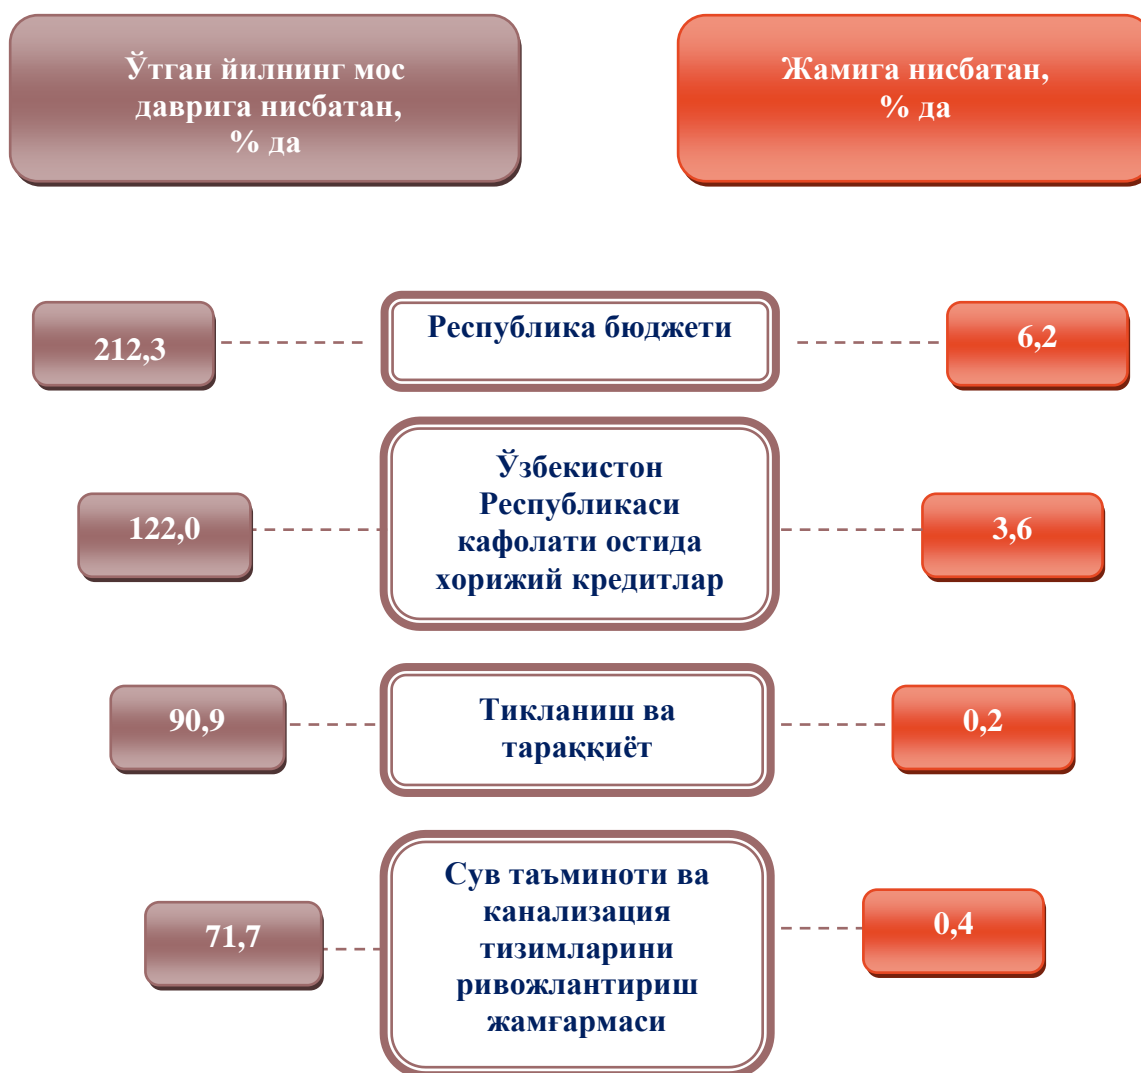 Ўтган йилнинг мос
даврига нисбатан,
% да
Жамига нисбатан,
% да
212,3
Республика бюджети
6,2
122,0
Ўзбекистон
Республикаси
кафолати остида
хорижий кредитлар
3,6
90,9
Тикланиш ва
тараққиёт
0,2
71,7
Сув таъминоти ва
канализация
тизимларини
ривожлантириш
жамғармаси
0,4